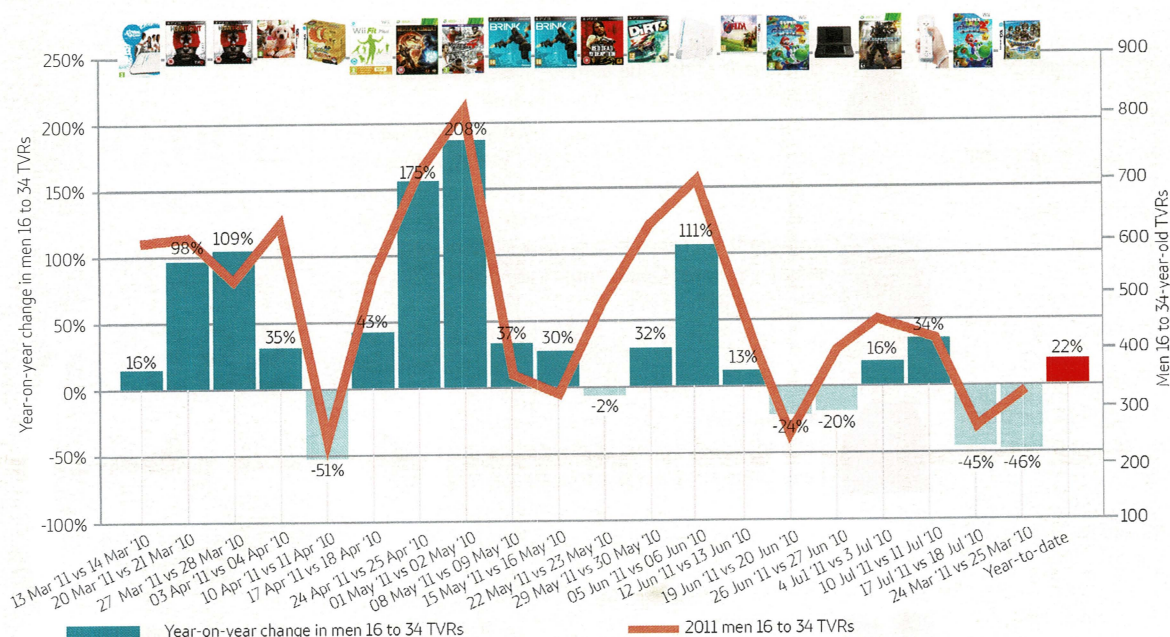 250%
200%
150%
100%
50%
0%
-50%
-100%
Year-on-year change in men 16 to 34 TVRs
900
800
700
600
500
400
300
200
100
Men 16 to 34-year-old TVRs
BRINK
BRINK
DiRT3
16%
98%
109%
35%
-51%
43%
175%
208%
37%
30%
-2%
32%
111%
13%
-24%
-20%
16%
34%
-45%
-46%
22%
13 Mar '11 vs 14 Mar '10
20 Mar '11 vs 21 Mar '10
27 Mar '11 vs 28 Mar '10
03 Apr '11 vs 04 Apr '10
10 Apr '11 vs 11 Apr '10
17 Apr '11 vs 18 Apr '10
24 Apr '11 vs 25 Apr '10
01 May '11 vs 02 May '10
08 May '11 vs 09 May '10
15 May '11 vs 16 May '10
22 May '11 vs 23 May '10
29 May '11 vs 30 May '10
05 Jun '11 vs 06 Jun '10
12 Jun '11 vs 13 Jun '10
19 Jun '11 vs 20 Jun '10
26 Jun '11 vs 27 Jun '10
4 Jul '11 vs 3 Jul '10
10 Jul '11 vs 11 Jul '10
17 Jul '11 vs 18 Jul '10
24 Mar '11 vs 25 Mar '10
Year-to-date
Year-on-year change in men 16 to 34 TVRs
2011 men 16 to 34 TVRs